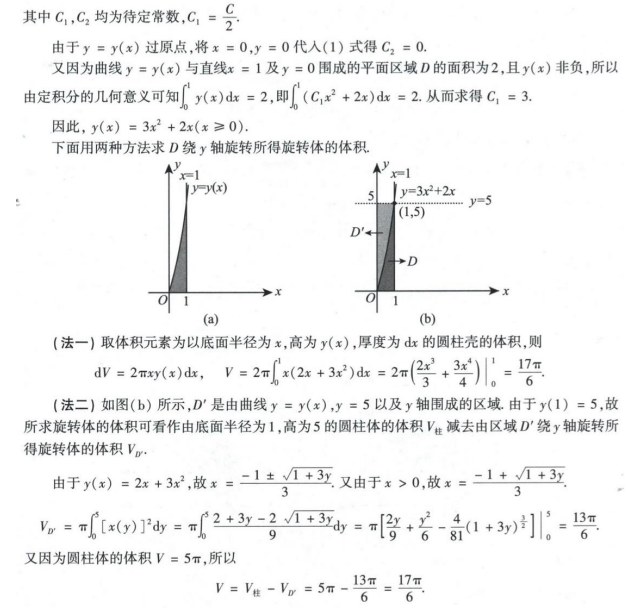 其中 C₁,C₂ 均为待定常数,C₁ = C/2.
由于 y = y(x) 过原点,将 x = 0,y = 0 代入(1) 式得 C₂ = 0.
又因为曲线 y = y(x) 与直线x = 1 及 y = 0 围成的平面区域 D 的面积为2,且 y(x) 非负,所以
由定积分的几何意义可知∫₀¹ y(x)dx = 2,即∫₀¹ (C₁x² + 2x)dx = 2. 从而求得 C₁ = 3.
因此, y(x) = 3x² + 2x(x ⩾ 0).
下面用两种方法求 D 绕 y 轴旋转所得旋转体的体积.
y
x=1
y=y(x)
O
1
x
(a)
y
x=1
5
y=3x²+2x
y=5
(1,5)
D′
D
O
1
x
(b)
(法一) 取体积元素为以底面半径为 x,高为 y(x),厚度为 dx 的圆柱壳的体积,则
dV = 2πxy(x)dx, V = 2π∫₀¹ x(2x + 3x²)dx = 2π(2x³/3 + 3x⁴/4)|₀¹ = 17π/6.
(法二) 如图(b) 所示,D′ 是由曲线 y = y(x),y = 5 以及 y 轴围成的区域. 由于 y(1) = 5,故
所求旋转体的体积可看作由底面半径为1,高为5 的圆柱体的体积 V柱 减去由区域 D′ 绕 y 轴旋转所
得旋转体的体积 V_D′.
由于 y(x) = 2x + 3x²,故 x = (−1 ± √(1 + 3y))/3. 又由于 x > 0,故 x = (−1 + √(1 + 3y))/3.
V_D′ = π∫₀⁵ [x(y)]²dy = π∫₀⁵ (2 + 3y − 2√(1 + 3y))/9 dy = π[2y/9 + y²/6 − 4/81(1 + 3y)^(3/2)]|₀⁵ = 13π/6.
又因为圆柱体的体积 V = 5π,所以
V = V柱 − V_D′ = 5π − 13π/6 = 17π/6.